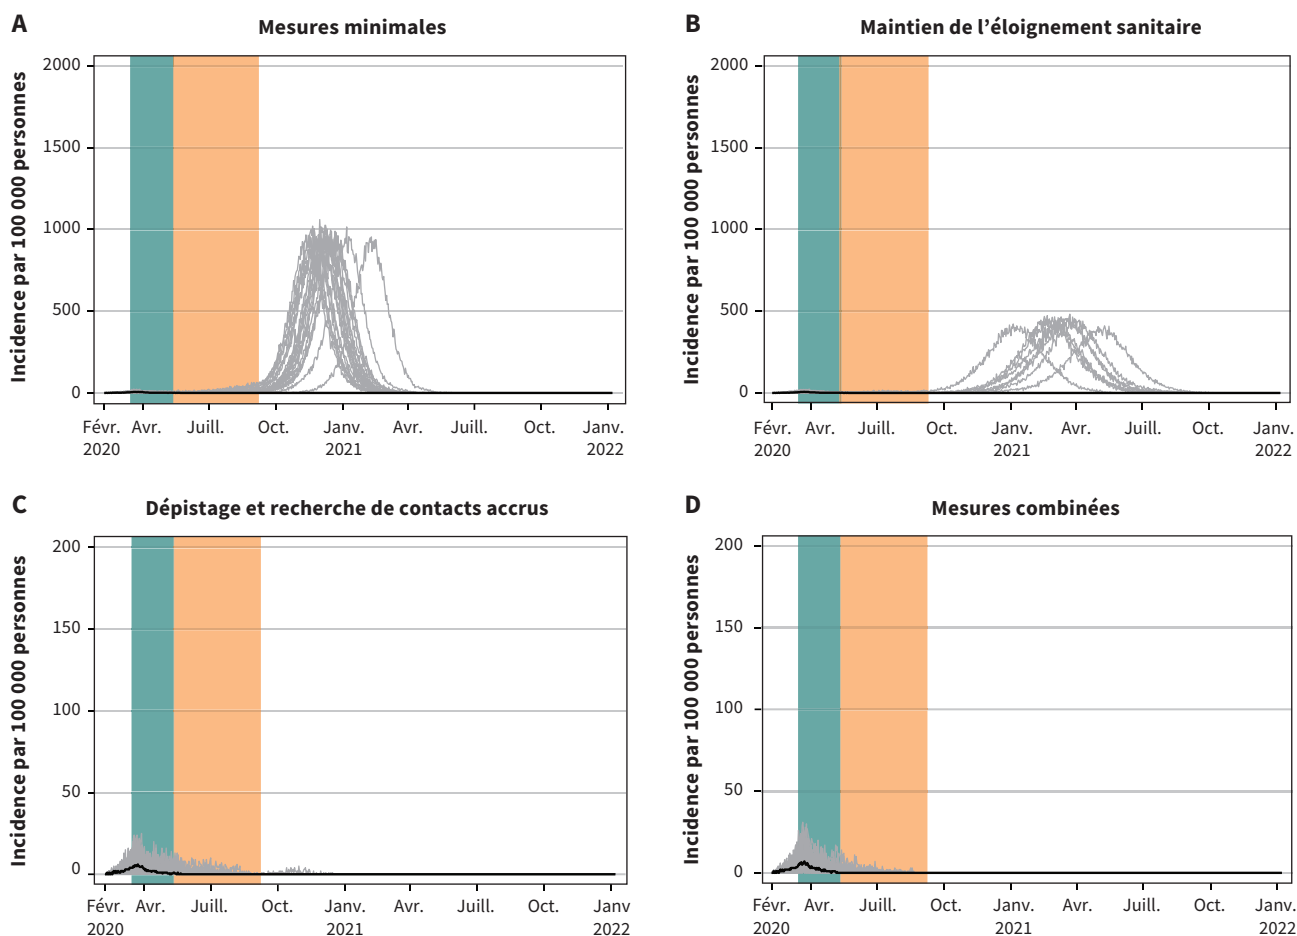 A
Mesures minimales
Incidence par 100 000 personnes
2000
1500
1000
500
0
Févr. Avr. Juill. Oct. Janv. Avr. Juill. Oct. Janv.
2020 2021 2022
B
Maintien de l’éloignement sanitaire
Incidence par 100 000 personnes
2000
1500
1000
500
0
Févr. Avr. Juill. Oct. Janv. Avr. Juill. Oct. Janv.
2020 2021 2022
C
Dépistage et recherche de contacts accrus
Incidence par 100 000 personnes
200
150
100
50
0
Févr. Avr. Juill. Oct. Janv. Avr. Juill. Oct. Janv
2020 2021 2022
D
Mesures combinées
Incidence par 100 000 personnes
200
150
100
50
0
Févr. Avr. Juill. Oct. Janv. Avr. Juill. Oct. Janv.
2020 2021 2022